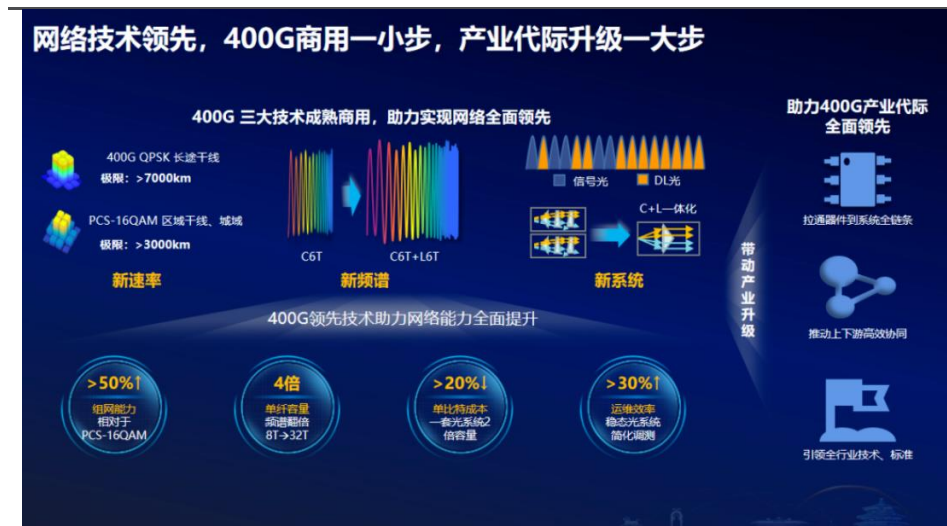 网络技术领先，400G商用一小步，产业代际升级一大步
400G 三大技术成熟商用，助力实现网络全面领先
400G QPSK 长途干线
极限：>7000km
PCS-16QAM 区域干线、城域
极限：>3000km
新速率
C6T
C6T+L6T
新频谱
信号光
DL光
C+L一体化
新系统
400G领先技术助力网络能力全面提升
>50%↑
组网能力
相对于
PCS-16QAM
4倍
单纤容量
频谱翻倍
8T→32T
>20%↓
单比特成本
一套光系统2
倍容量
>30%↑
运维效率
稳态光系统
简化调测
带动产业升级
助力400G产业代际
全面领先
拉通器件到系统全链条
推动上下游高效协同
引领全行业技术、标准